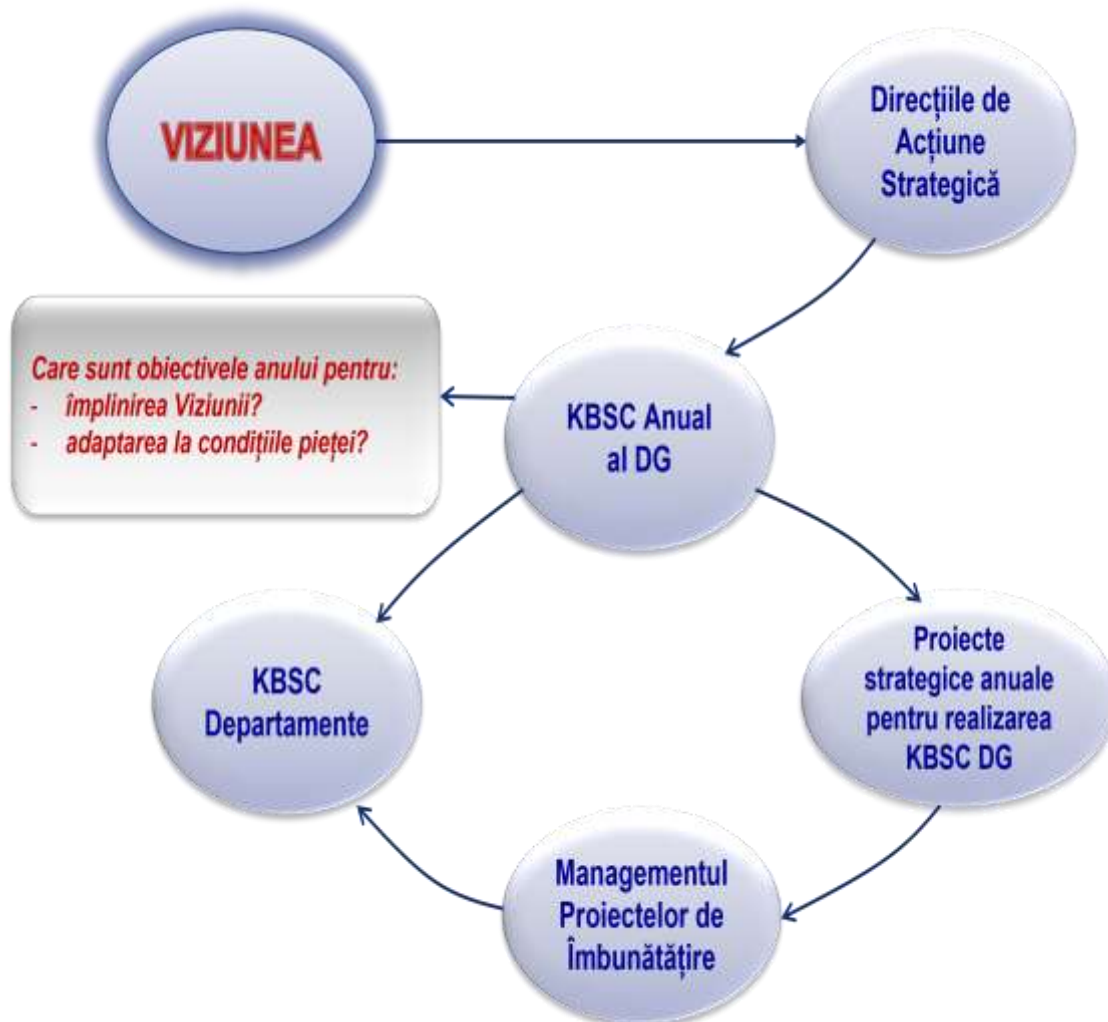 VIZIUNEA
Direcțiile de
Acțiune
Strategică
Care sunt obiectivele anului pentru:
- împlinirea Viziunii?
- adaptarea la condițiile pieței?
KBSC Anual
al DG
KBSC
Departamente
Proiecte
strategice anuale
pentru realizarea
KBSC DG
Managementul
Proiectelor de
Îmbunătățire